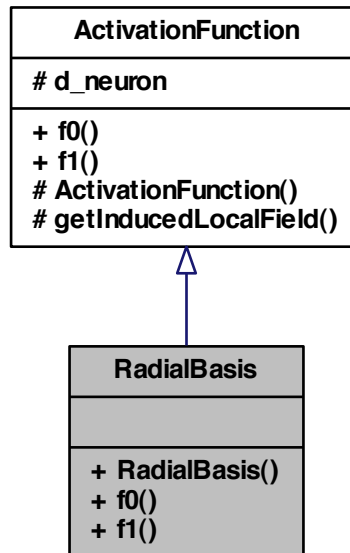 ActivationFunction
# d_neuron
+ f0()
+ f1()
# ActivationFunction()
# getInducedLocalField()
RadialBasis
+ RadialBasis()
+ f0()
+ f1()